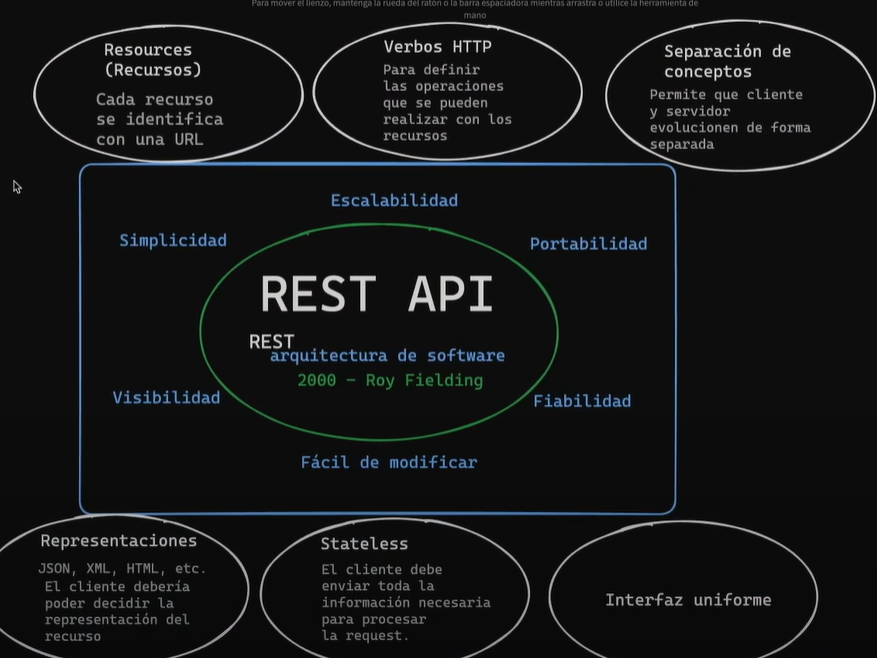 Para mover el lienzo, mantenga la rueda del ratón o la barra espaciadora mientras arrastra o utilice la herramienta de
mano
Resources
(Recursos)
Cada recurso
se identifica
con una URL
Verbos HTTP
Para definir
las operaciones
que se pueden
realizar con los
recursos
Separación de
conceptos
Permite que cliente
y servidor
evolucionen de forma
separada
Escalabilidad
Simplicidad
Portabilidad
REST API
REST
arquitectura de software
2000 - Roy Fielding
Visibilidad
Fiabilidad
Fácil de modificar
Representaciones
JSON, XML, HTML, etc.
El cliente debería
poder decidir la
representación del
recurso
Stateless
El cliente debe
enviar toda la
información necesaria
para procesar
la request.
Interfaz uniforme